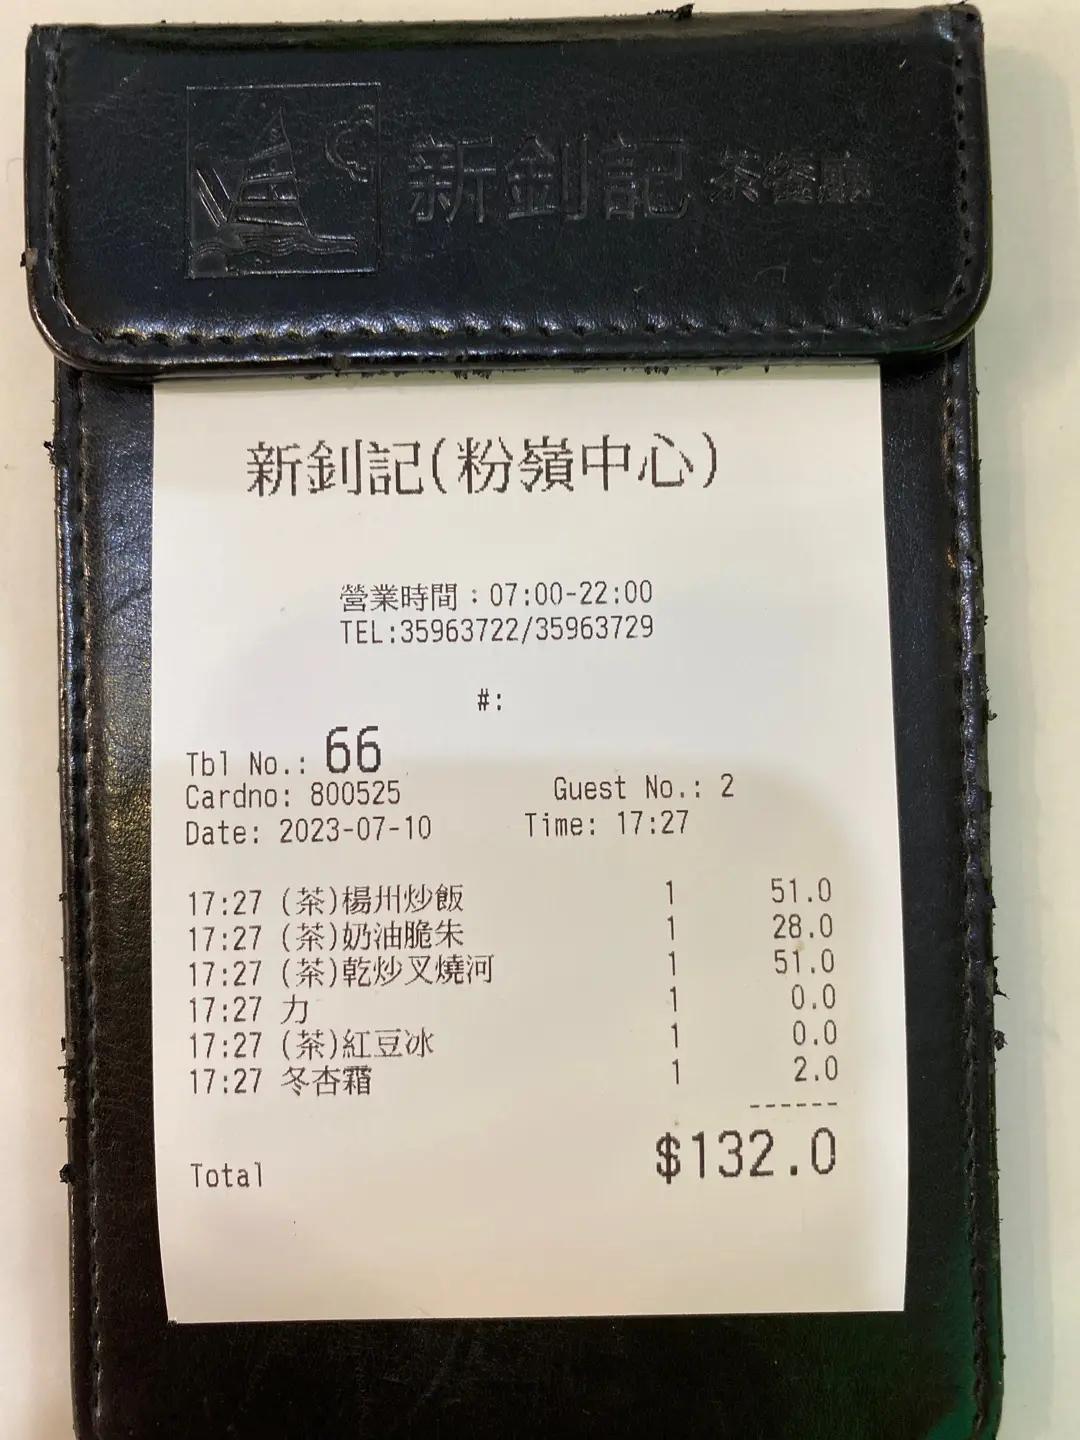 新釗記 茶餐廳
新釗記(粉嶺中心)
營業時間：07:00-22:00
TEL:35963722/35963729
#:
Tbl No.: 66
Cardno: 800525 Guest No.: 2
Date: 2023-07-10 Time: 17:27
17:27 (茶)楊州炒飯 1 51.0
17:27 (茶)奶油脆朱 1 28.0
17:27 (茶)乾炒叉燒河 1 51.0
17:27 力 1 0.0
17:27 (茶)紅豆冰 1 0.0
17:27 冬杏霜 1 2.0
------
Total $132.0